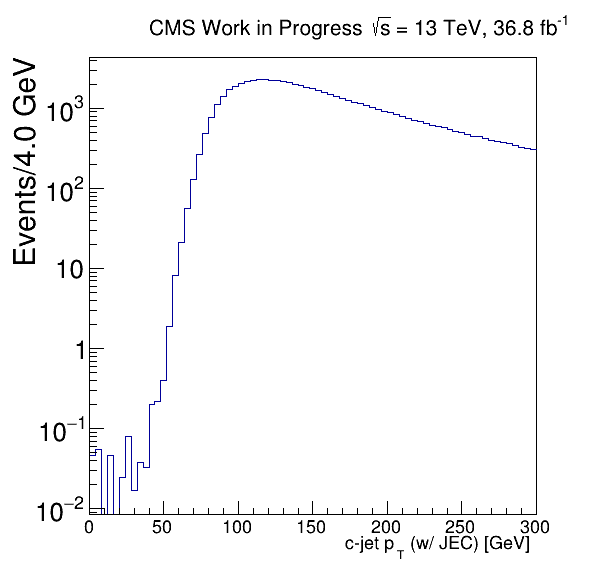 CMS Work in Progress √s = 13 TeV, 36.8 fb⁻¹
Events/4.0 GeV
10³
10²
10
1
10⁻¹
10⁻²
0 50 100 150 200 250 300
c-jet p_T (w/ JEC) [GeV]